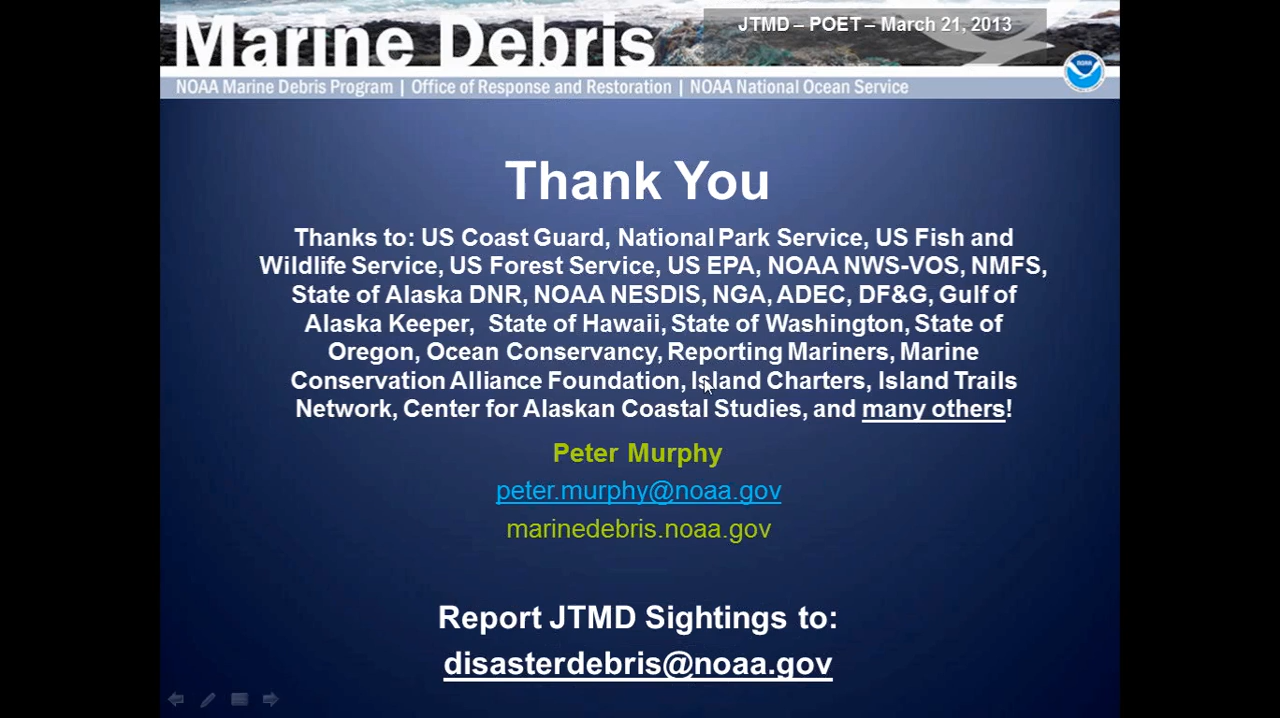 Marine Debris
JTMD – POET – March 21, 2013
NOAA
NOAA Marine Debris Program | Office of Response and Restoration | NOAA National Ocean Service
Thank You
Thanks to: US Coast Guard, National Park Service, US Fish and
Wildlife Service, US Forest Service, US EPA, NOAA NWS-VOS, NMFS,
State of Alaska DNR, NOAA NESDIS, NGA, ADEC, DF&G, Gulf of
Alaska Keeper, State of Hawaii, State of Washington, State of
Oregon, Ocean Conservancy, Reporting Mariners, Marine
Conservation Alliance Foundation, Island Charters, Island Trails
Network, Center for Alaskan Coastal Studies, and many others!
Peter Murphy
peter.murphy@noaa.gov
marinedebris.noaa.gov
Report JTMD Sightings to:
disasterdebris@noaa.gov